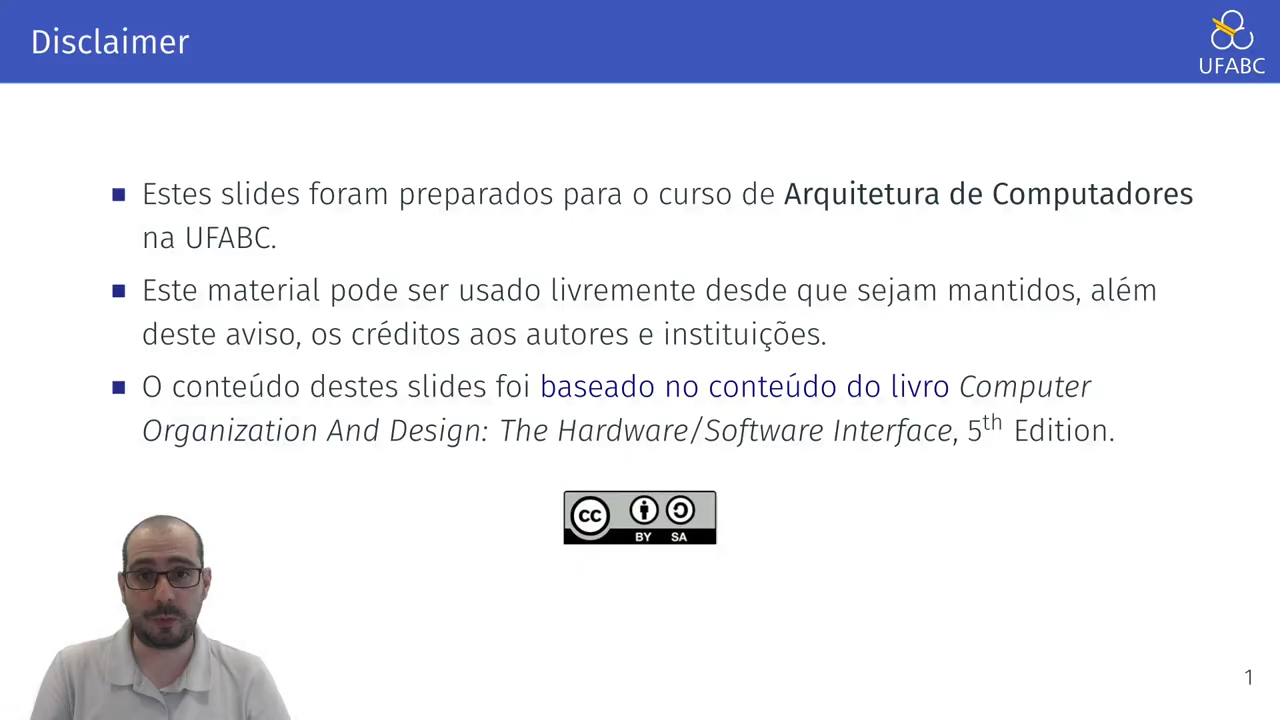 Disclaimer
UFABC
Estes slides foram preparados para o curso de Arquitetura de Computadores
na UFABC.
Este material pode ser usado livremente desde que sejam mantidos, além
deste aviso, os créditos aos autores e instituições.
O conteúdo destes slides foi baseado no conteúdo do livro Computer
Organization And Design: The Hardware/Software Interface, 5th Edition.
cc
BY SA
1